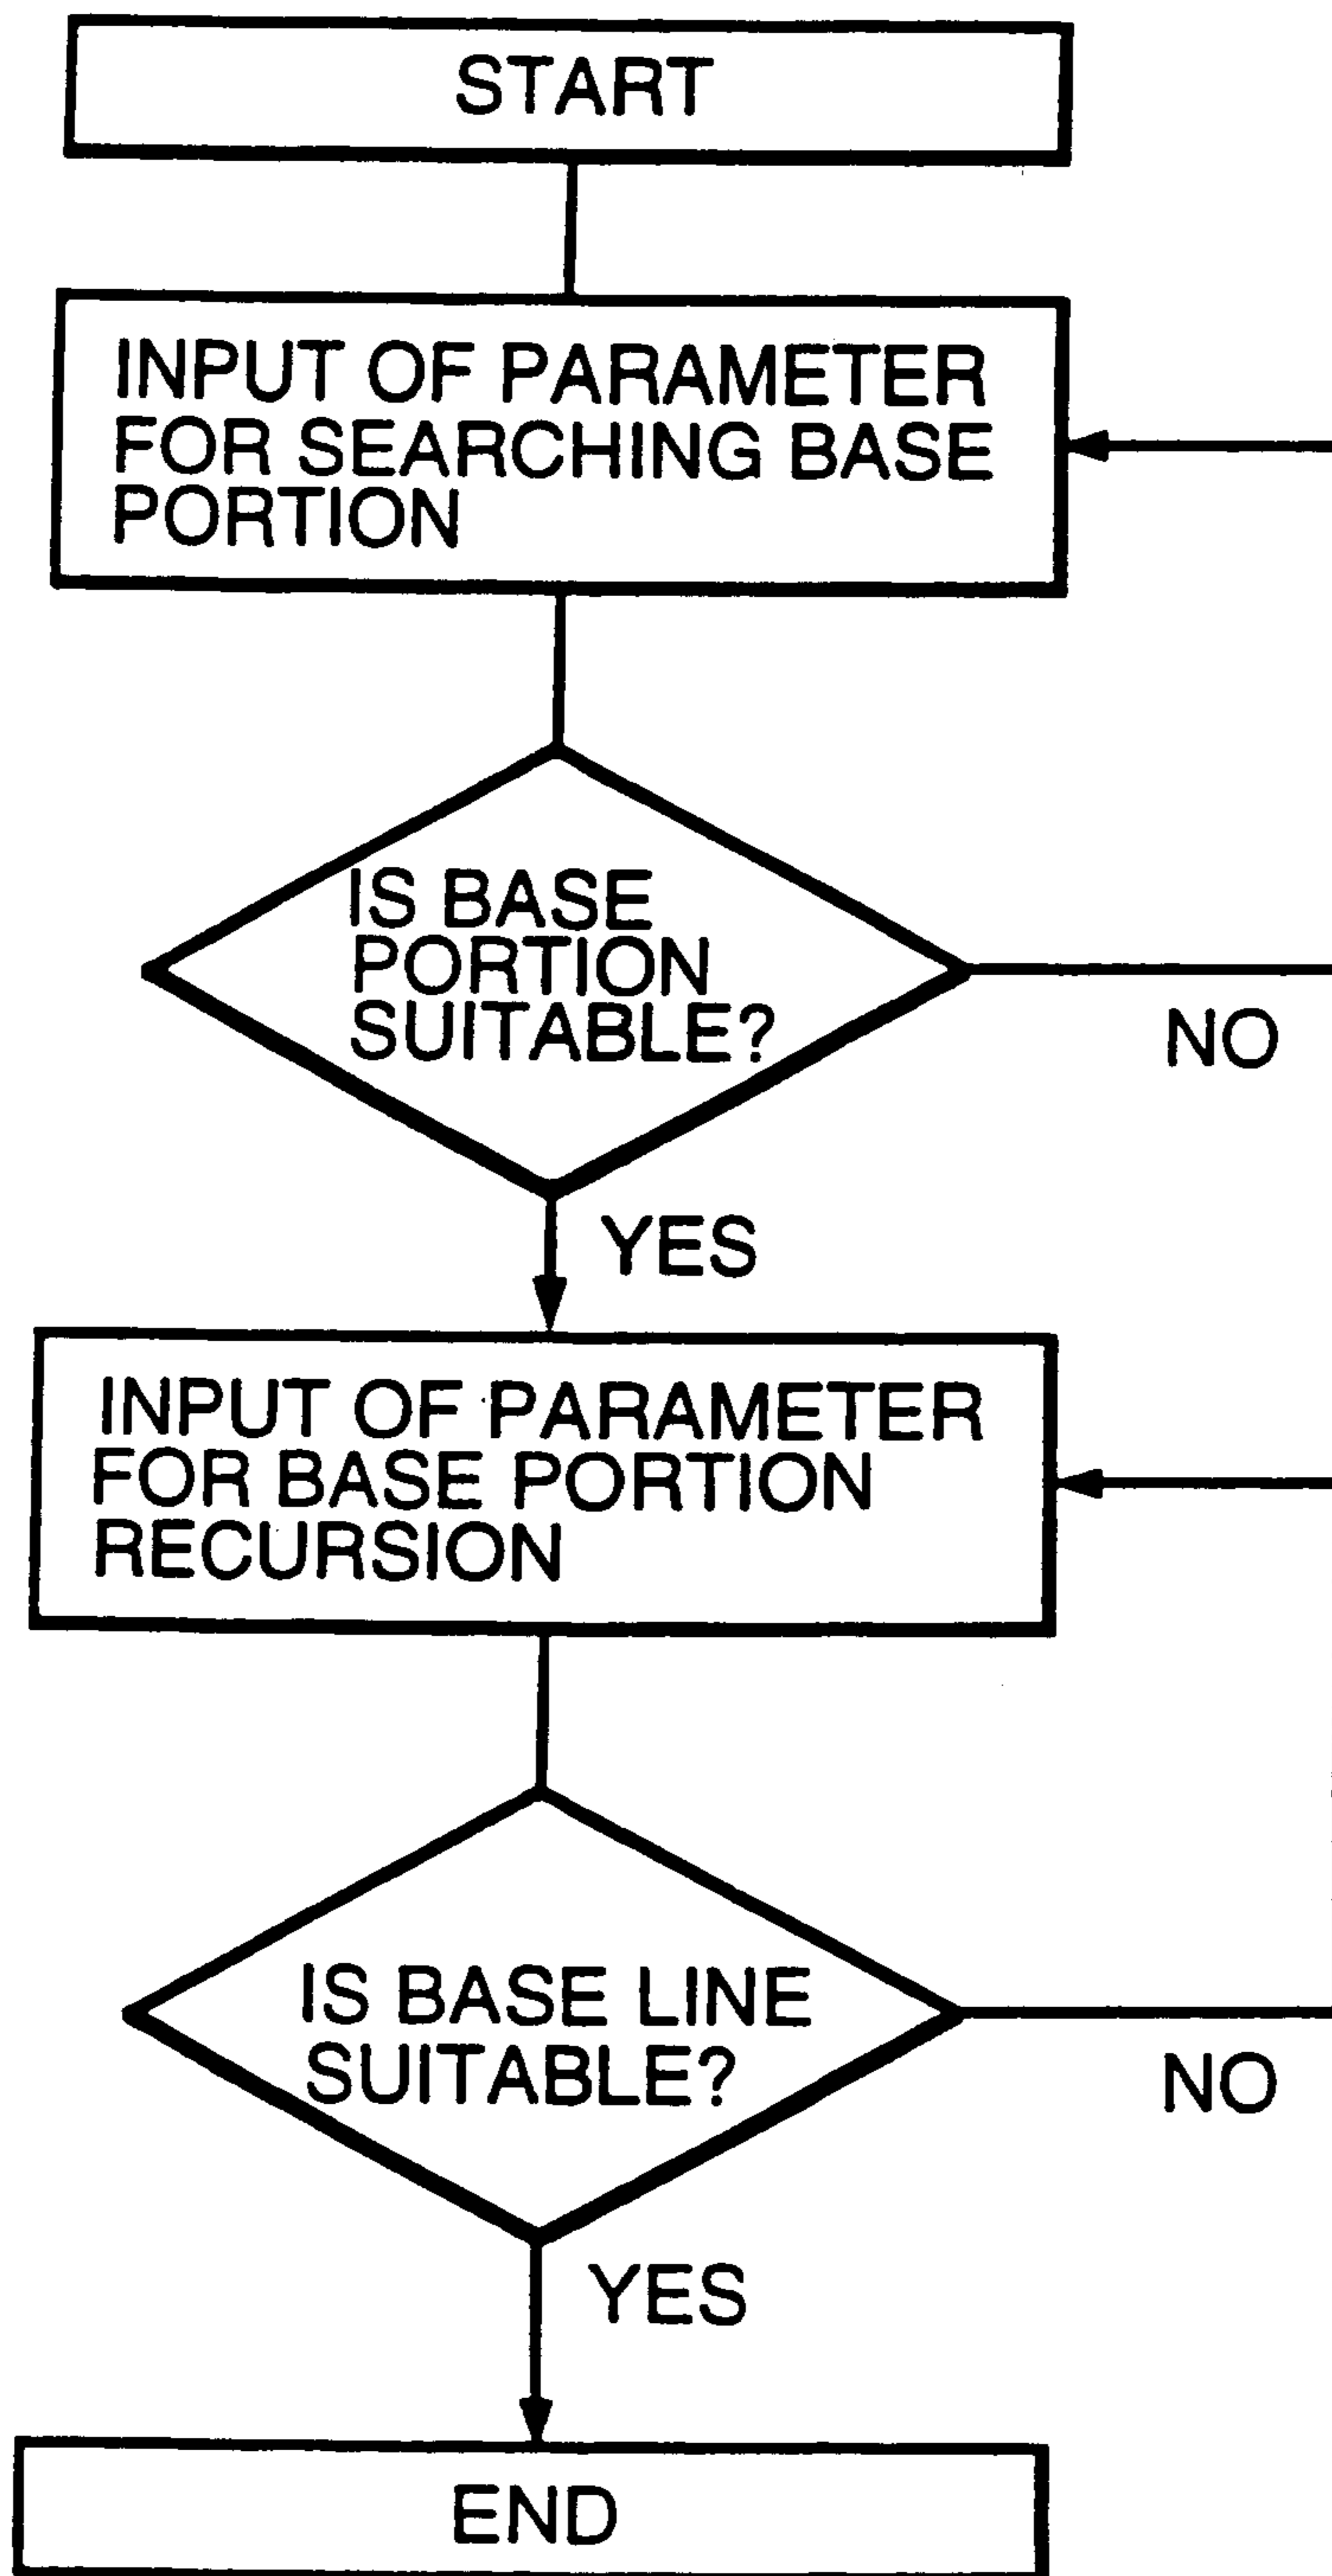 START
INPUT OF PARAMETER
FOR SEARCHING BASE
PORTION
IS BASE
PORTION
SUITABLE?
NO
YES
INPUT OF PARAMETER
FOR BASE PORTION
RECURSION
IS BASE LINE
SUITABLE?
NO
YES
END